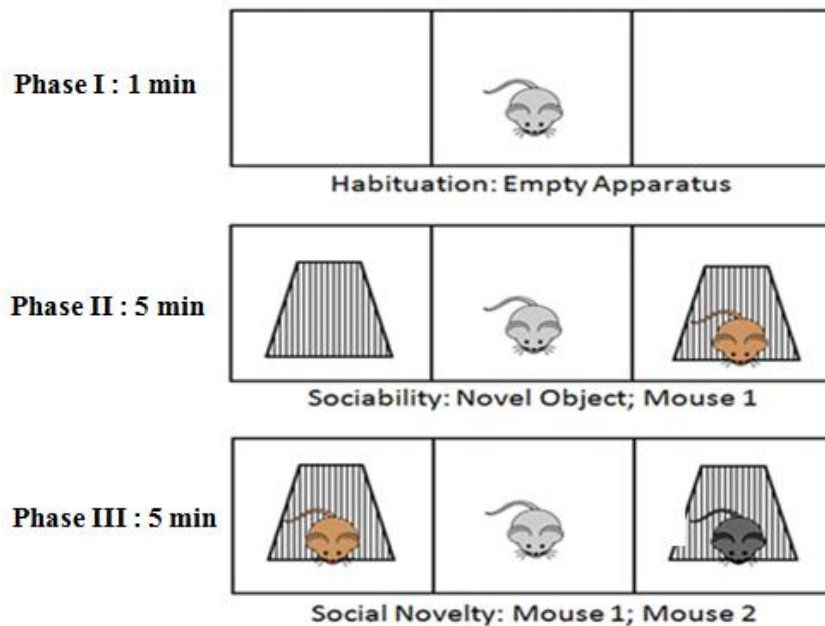 Phase I : 1 min
Habituation: Empty Apparatus
Phase II : 5 min
Sociability: Novel Object; Mouse 1
Phase III : 5 min
Social Novelty: Mouse 1; Mouse 2